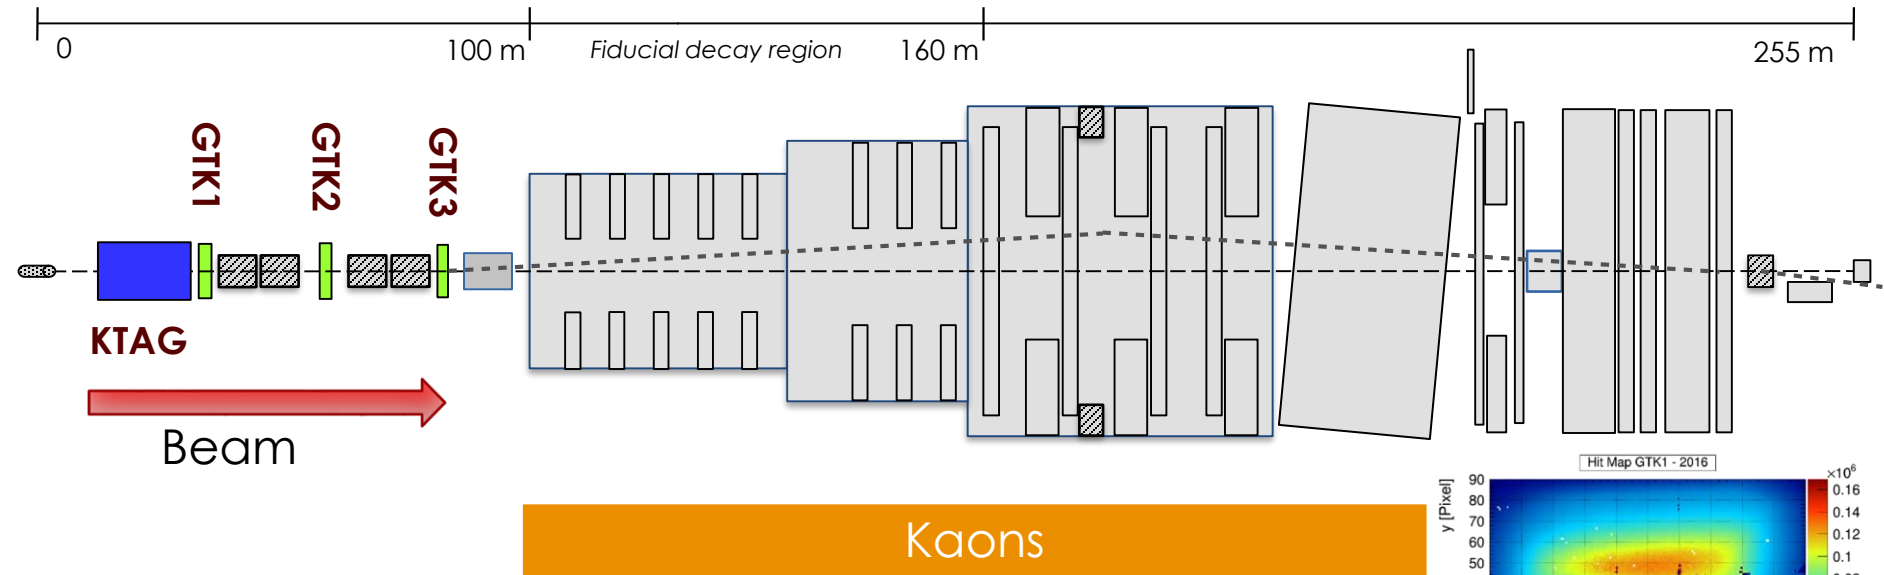 0
100 m
Fiducial decay region
160 m
255 m
GTK1
GTK2
GTK3
KTAG
Beam
Kaons
Hit Map GTK1 - 2016
×10⁶
y [Pixel]
90
80
70
60
50
0.16
0.14
0.12
0.1